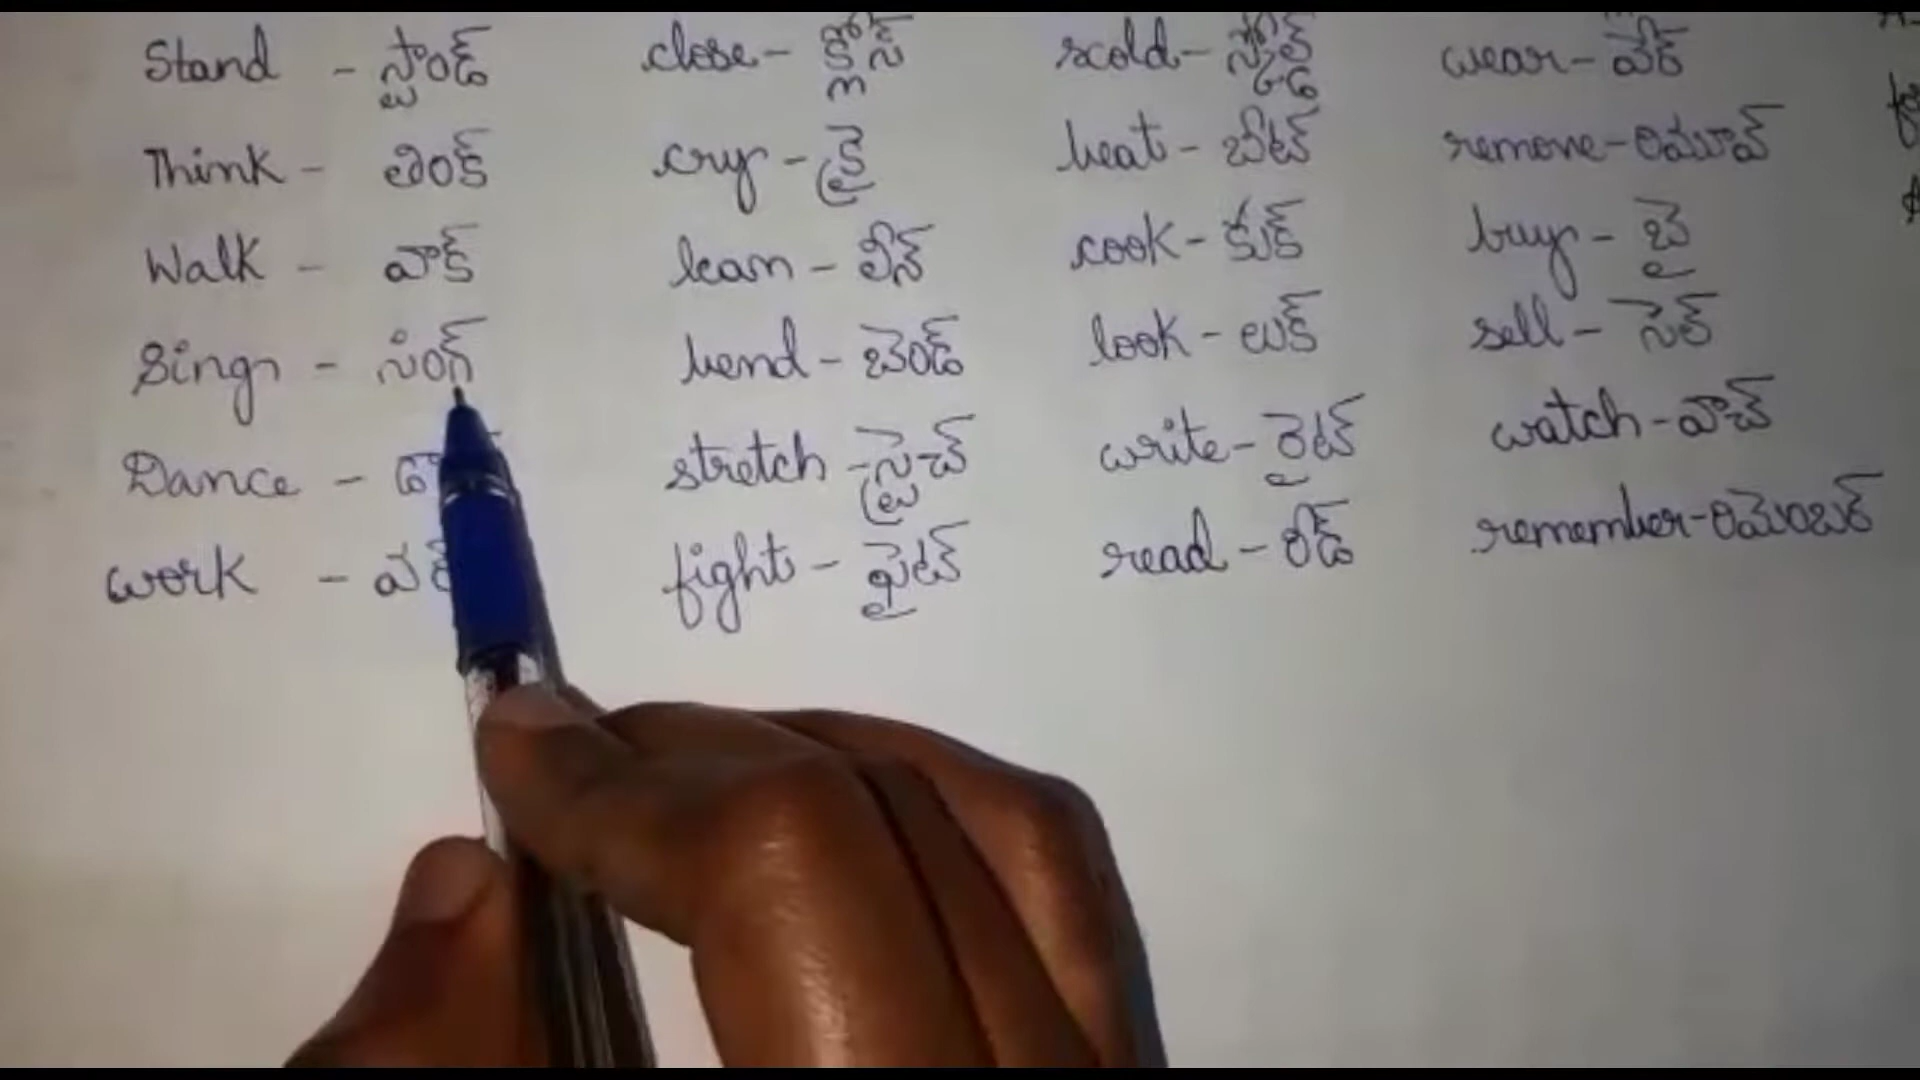 Stand - స్టాండ్ close - క్లోస్ scold - స్కోల్డ్ wear - వేర్
Think - థింక్ cry - క్రై beat - బీట్ remove - రిమూవ్
Walk - వాక్ lean - లీన్ cook - కుక్ buy - బై
Sing - సింగ్ bend - బెండ్ look - లుక్ sell - సెల్
Dance - stretch - స్ట్రెచ్ write - రైట్ watch - వాచ్
work - fight - ఫైట్ read - రీడ్ remember - రిమెంబర్